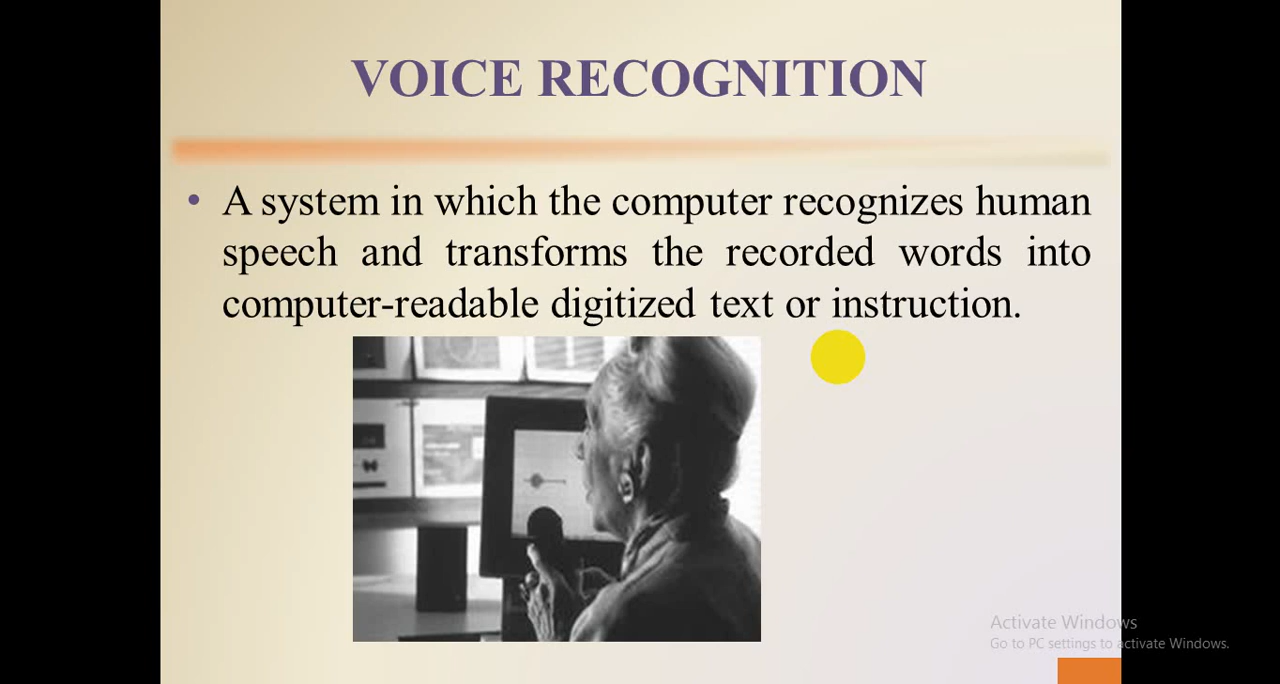 VOICE RECOGNITION
• A system in which the computer recognizes human
speech and transforms the recorded words into
computer-readable digitized text or instruction.
Activate Windows
Go to PC settings to activate Windows.